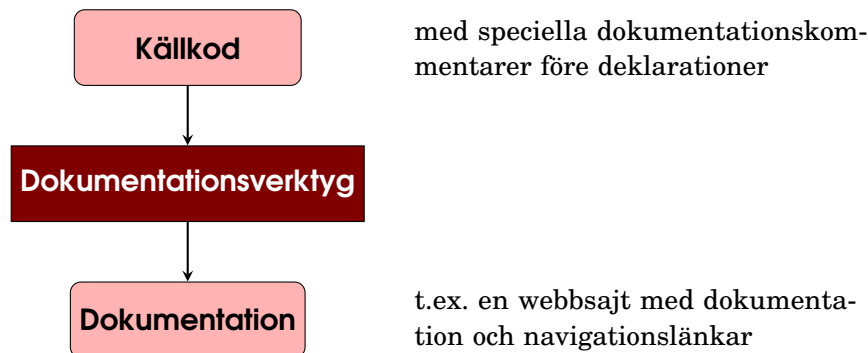 Källkod
med speciella dokumentationskom-
mentarer före deklarationer
Dokumentationsverktyg
Dokumentation
t.ex. en webbsajt med dokumenta-
tion och navigationslänkar